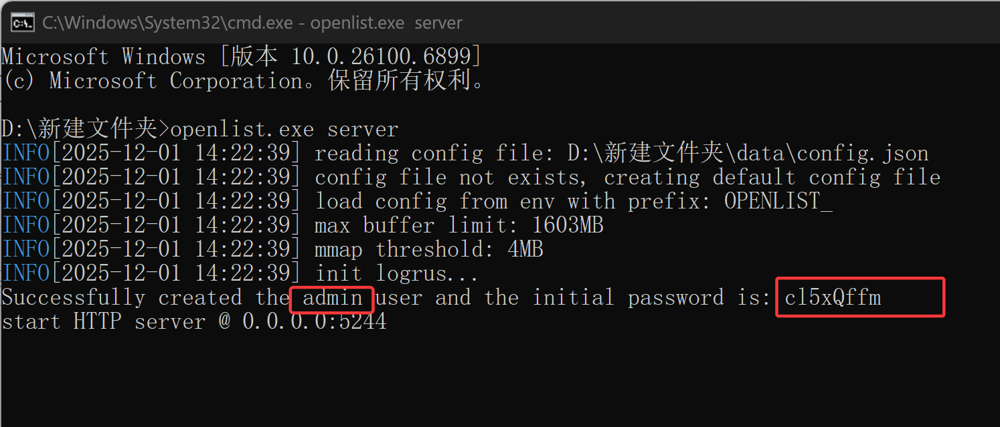 C:\Windows\System32\cmd.exe - openlist.exe  server
Microsoft Windows [版本 10.0.26100.6899]
(c) Microsoft Corporation。保留所有权利。
D:\新建文件夹>openlist.exe server
INFO[2025-12-01 14:22:39] reading config file: D:\新建文件夹\data\config.json
INFO[2025-12-01 14:22:39] config file not exists, creating default config file
INFO[2025-12-01 14:22:39] load config from env with prefix: OPENLIST_
INFO[2025-12-01 14:22:39] max buffer limit: 1603MB
INFO[2025-12-01 14:22:39] mmap threshold: 4MB
INFO[2025-12-01 14:22:39] init logrus...
Successfully created the admin user and the initial password is: cl5xQffm
start HTTP server @ 0.0.0.0:5244